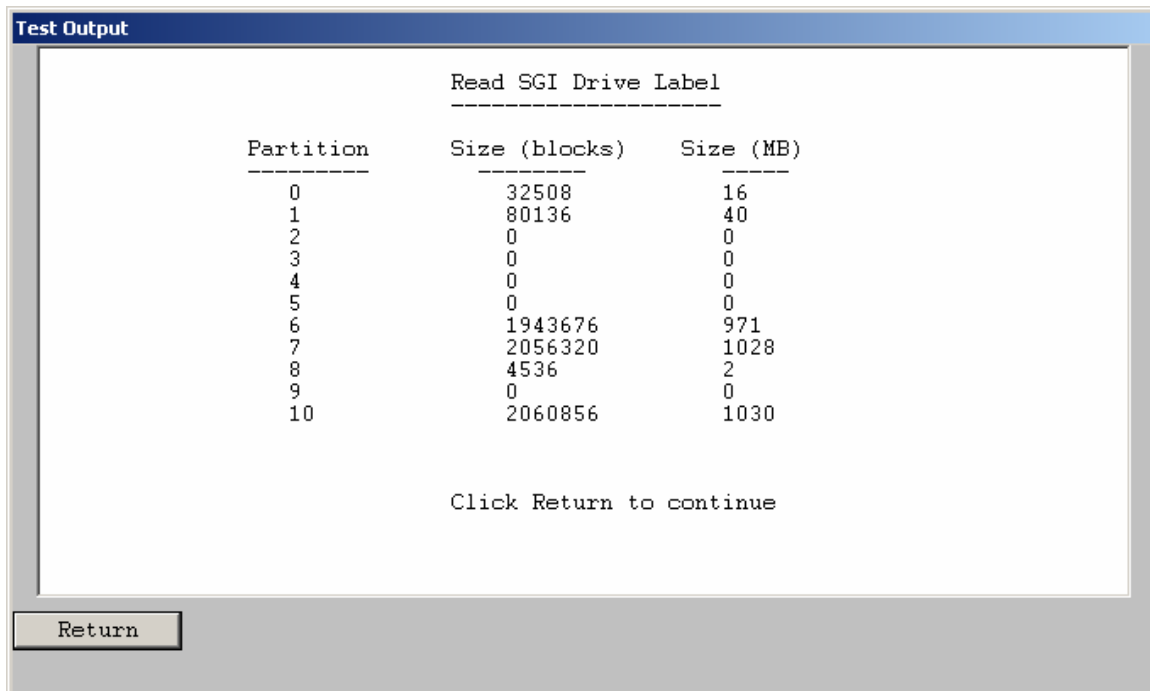 Test Output
Read SGI Drive Label
--------------------
Partition Size (blocks) Size (MB)
--------- -------- -----
0 32508 16
1 80136 40
2 0 0
3 0 0
4 0 0
5 0 0
6 1943676 971
7 2056320 1028
8 4536 2
9 0 0
10 2060856 1030
Click Return to continue
Return